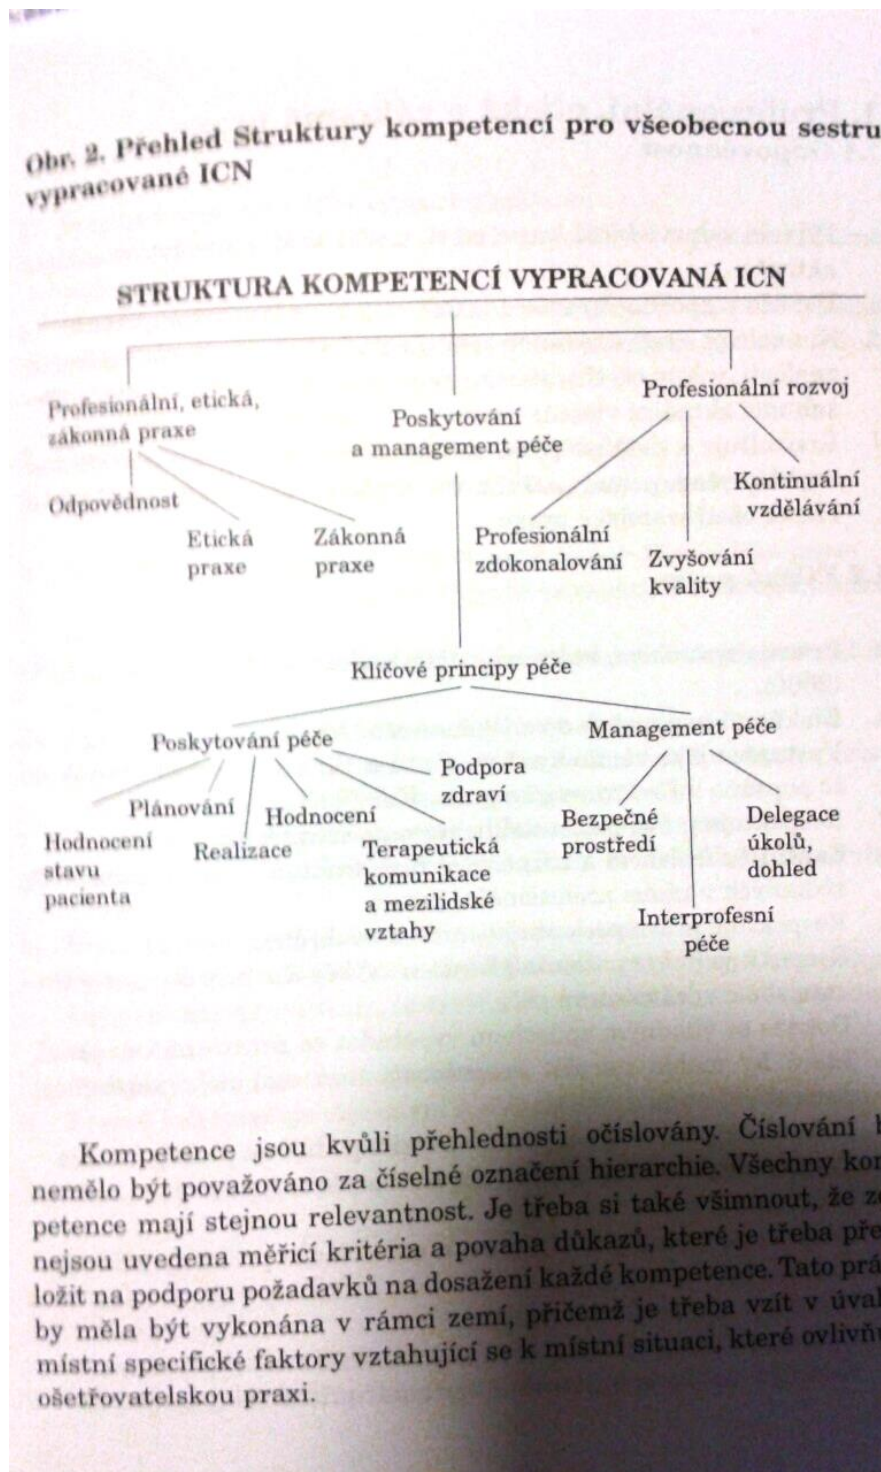 Obr. 2. Přehled Struktury kompetencí pro všeobecnou sestru
vypracované ICN
STRUKTURA KOMPETENCÍ VYPRACOVANÁ ICN
Profesionální, etická,
zákonná praxe
Poskytování
a management péče
Profesionální rozvoj
Odpovědnost
Etická
praxe
Zákonná
praxe
Profesionální
zdokonalování
Zvyšování
kvality
Kontinuální
vzdělávání
Klíčové principy péče
Poskytování péče
Management péče
Hodnocení
stavu
pacienta
Plánování
Realizace
Hodnocení
Podpora
zdraví
Terapeutická
komunikace
a mezilidské
vztahy
Bezpečné
prostředí
Interprofesní
péče
Delegace
úkolů,
dohled
Kompetence jsou kvůli přehlednosti očíslovány. Číslování
nemělo být považováno za číselné označení hierarchie. Všechny kom
petence mají stejnou relevantnost. Je třeba si také všimnout, že
nejsou uvedena měřicí kritéria a povaha důkazů, které je třeba pře
ložit na podporu požadavků na dosažení každé kompetence. Tato prá
by měla být vykonána v rámci zemí, přičemž je třeba vzít v úval
místní specifické faktory vztahující se k místní situaci, které ovlivňu
ošetřovatelskou praxi.